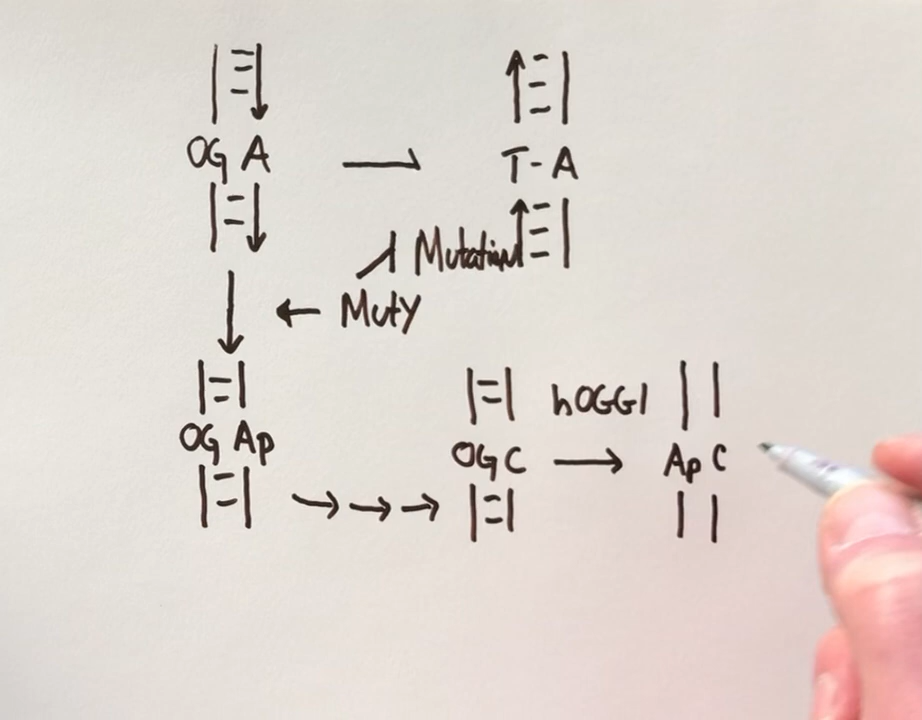 OG A → T - A
Mutation
← MutY
OG Ap
hOGG1
OG C → Ap C
→→→